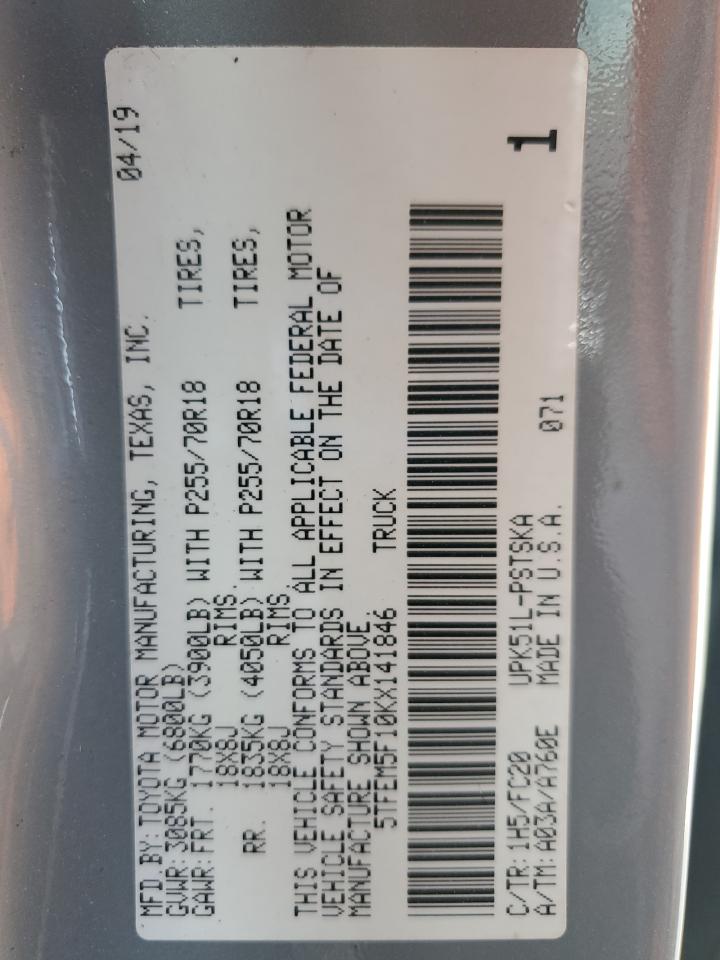 MFD.BY: TOYOTA MOTOR MANUFACTURING, TEXAS, INC. 04/19
GVWR: 3085KG (6800LB)
GAWR: FRT. 1770KG (3900LB) WITH P255/70R18 TIRES,
18X8J RIMS.
RR. 1835KG (4050LB) WITH P255/70R18 TIRES,
18X8J RIMS.
THIS VEHICLE CONFORMS TO ALL APPLICABLE FEDERAL MOTOR
VEHICLE SAFETY STANDARDS IN EFFECT ON THE DATE OF
MANUFACTURE SHOWN ABOVE
5TFEM5F10KX141846 TRUCK
C/TR: 1H5/FC20 UPK51L-PSTSKA 071 1
A/TM: A03A/A760E MADE IN U.S.A.